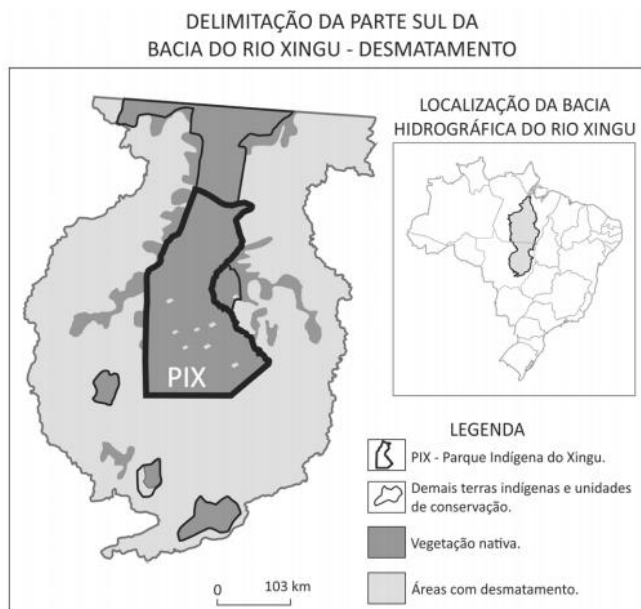 DELIMITAÇÃO DA PARTE SUL DA
BACIA DO RIO XINGU - DESMATAMENTO
LOCALIZAÇÃO DA BACIA
HIDROGRÁFICA DO RIO XINGU
PIX
LEGENDA
PIX - Parque Indígena do Xingu.
Demais terras indígenas e unidades
de conservação.
Vegetação nativa.
Áreas com desmatamento.
0 103 km